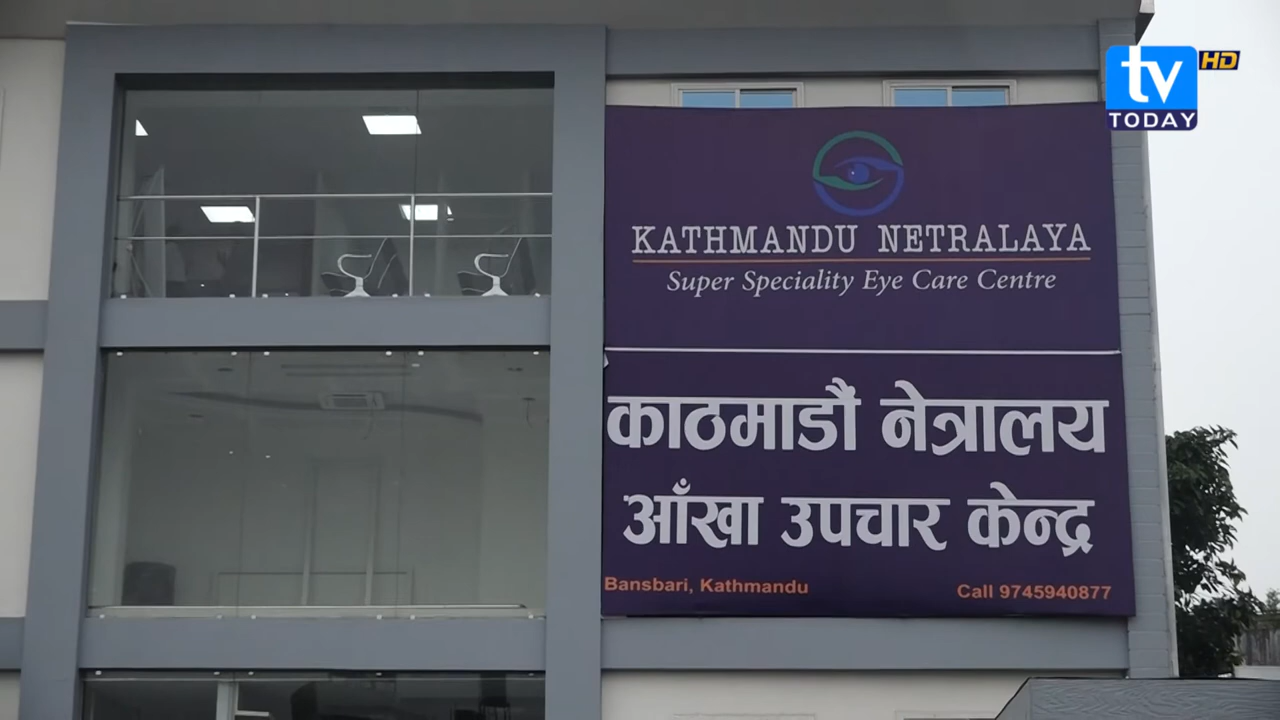 tv HD
TODAY
KATHMANDU NETRALAYA
Super Speciality Eye Care Centre
काठमाडौं नेत्रालय
आँखा उपचार केन्द्र
Bansbari, Kathmandu Call 9745940877